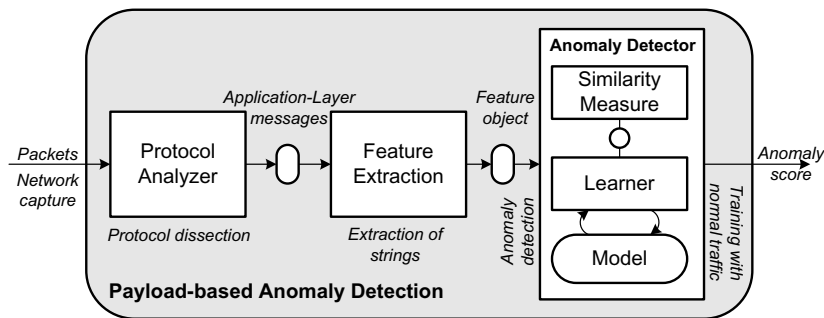 Anomaly Detector
Similarity
Measure
Application-Layer
messages
Feature
object
Packets
Network
capture
Protocol
Analyzer
Feature
Extraction
Learner
Anomaly
score
Protocol dissection
Extraction of
strings
Anomaly
detection
Model
Training with
normal traffic
Payload-based Anomaly Detection